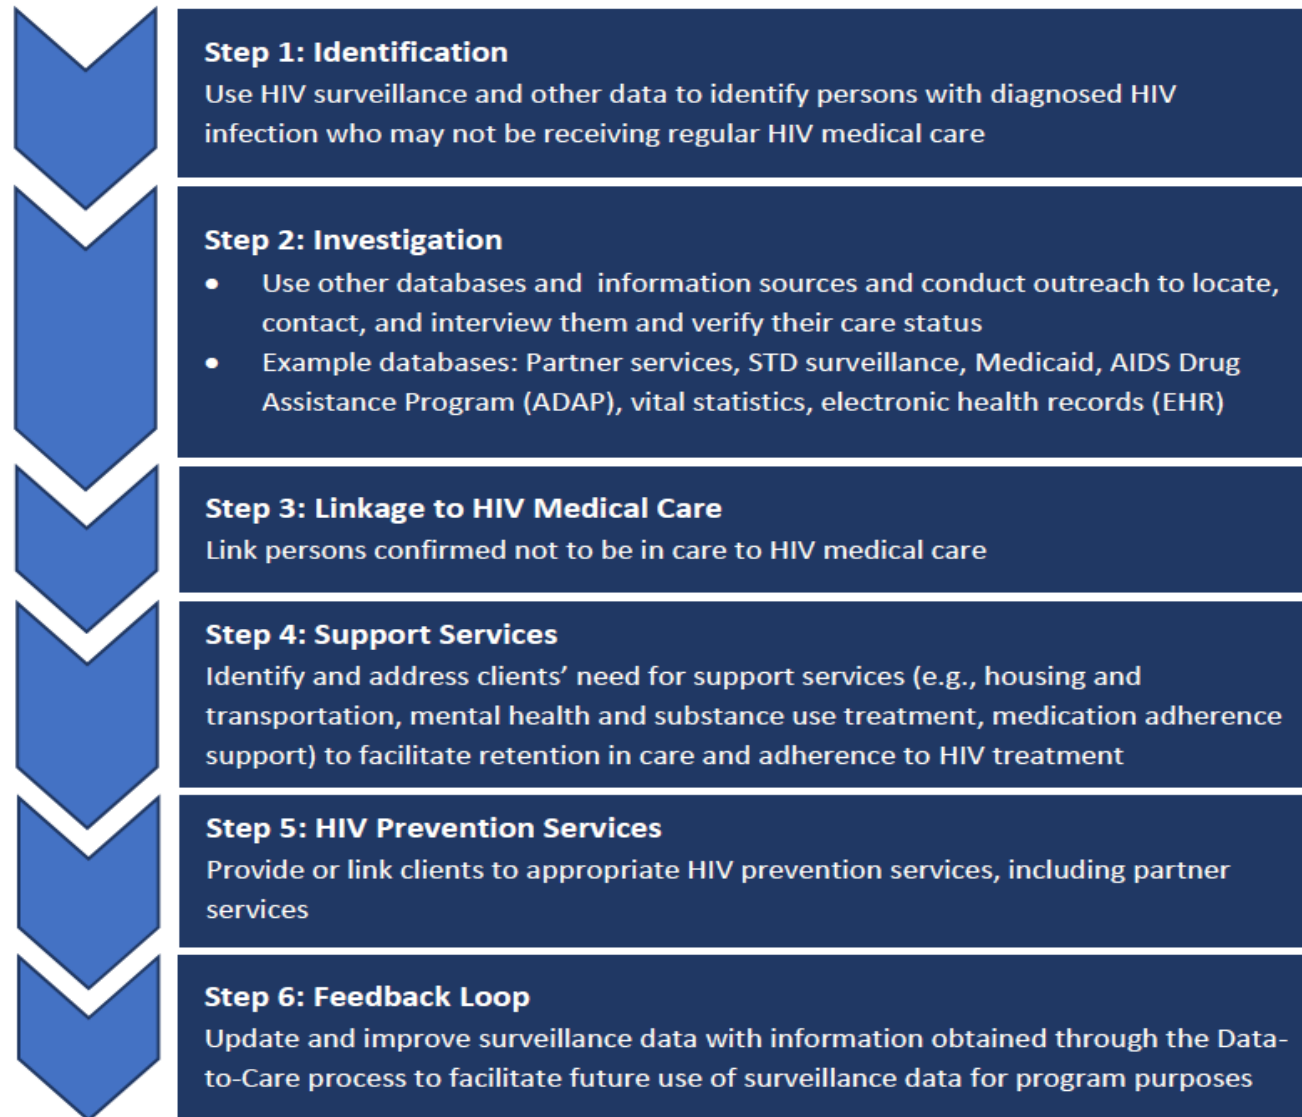 Step 1: Identification
Use HIV surveillance and other data to identify persons with diagnosed HIV
infection who may not be receiving regular HIV medical care
Step 2: Investigation
• Use other databases and  information sources and conduct outreach to locate,
contact, and interview them and verify their care status
• Example databases: Partner services, STD surveillance, Medicaid, AIDS Drug
Assistance Program (ADAP), vital statistics, electronic health records (EHR)
Step 3: Linkage to HIV Medical Care
Link persons confirmed not to be in care to HIV medical care
Step 4: Support Services
Identify and address clients’ need for support services (e.g., housing and
transportation, mental health and substance use treatment, medication adherence
support) to facilitate retention in care and adherence to HIV treatment
Step 5: HIV Prevention Services
Provide or link clients to appropriate HIV prevention services, including partner
services
Step 6: Feedback Loop
Update and improve surveillance data with information obtained through the Data-
to-Care process to facilitate future use of surveillance data for program purposes